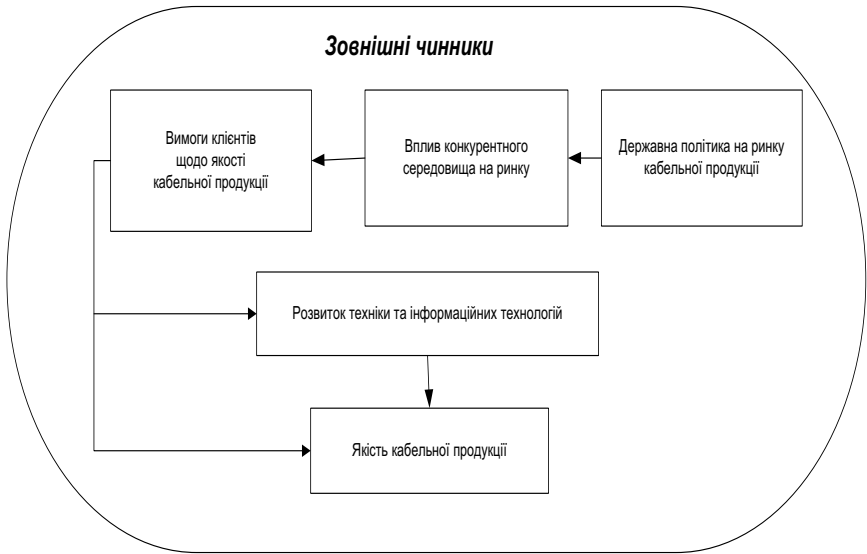 Зовнішні чинники
Вимоги клієнтів
щодо якості
кабельної продукції
Вплив конкурентного
середовища на ринку
Державна політика на ринку
кабельної продукції
Розвиток техніки та інформаційних технологій
Якість кабельної продукції